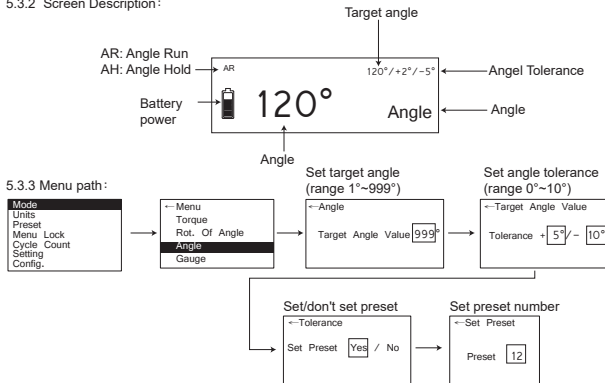 5.3.2 Screen Description:
Target angle
AR: Angle Run
AH: Angle Hold
AR
120°/+2°/-5°
Angel Tolerance
Battery
power
120°
Angle
Angle
Angle
5.3.3 Menu path:
Mode
Units
Preset
Menu Lock
Cycle Count
Setting
Config.
←Menu
Torque
Rot. Of Angle
Angle
Gauge
Set target angle
(range 1°~999°)
←Angle
Target Angle Value 999°
Set angle tolerance
(range 0°~10°)
←Target Angle Value
Tolerance + 5°/- 10°
Set/don't set preset
←Tolerance
Set Preset Yes / No
Set preset number
←Set Preset
Preset 12